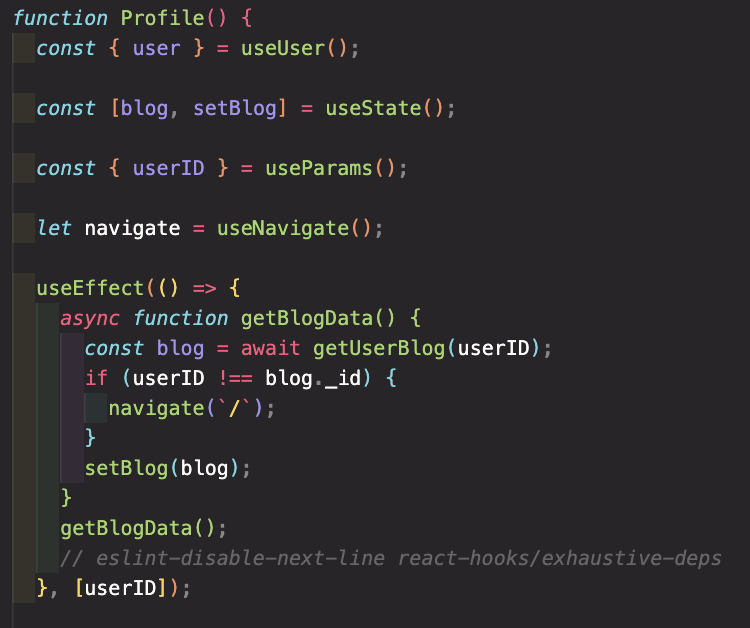 function Profile() {
const { user } = useUser();
const [blog, setBlog] = useState();
const { userID } = useParams();
let navigate = useNavigate();
useEffect(() => {
async function getBlogData() {
const blog = await getUserBlog(userID);
if (userID !== blog._id) {
navigate(`/`);
}
setBlog(blog);
}
getBlogData();
// eslint-disable-next-line react-hooks/exhaustive-deps
}, [userID]);